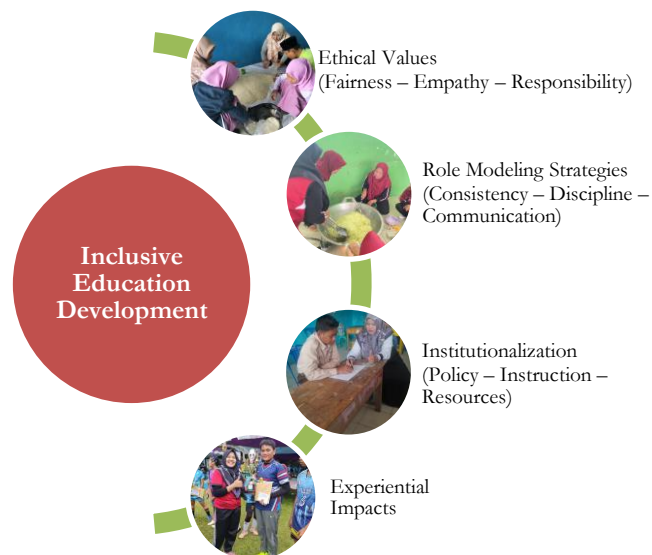 Inclusive
Education
Development
Ethical Values
(Fairness – Empathy – Responsibility)
Role Modeling Strategies
(Consistency – Discipline –
Communication)
Institutionalization
(Policy – Instruction –
Resources)
Experiential
Impacts